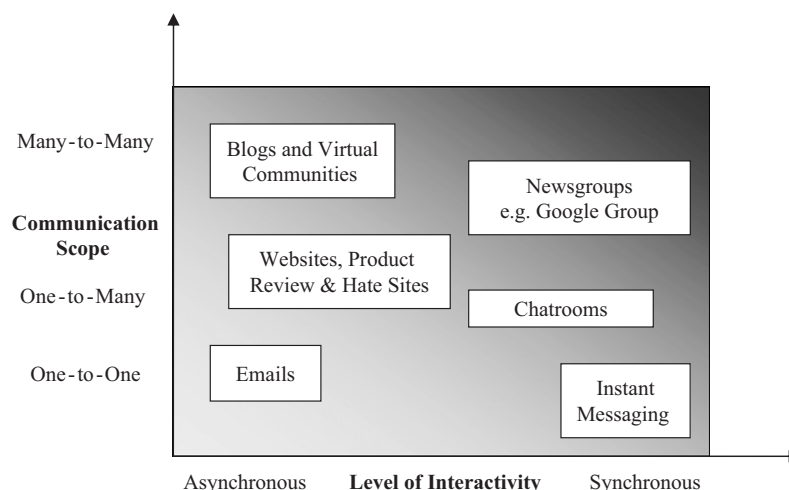 Many-to-Many
Blogs and Virtual
Communities
Newsgroups
e.g. Google Group
Communication
Scope
Websites, Product
Review & Hate Sites
One-to-Many
Chatrooms
One-to-One
Emails
Instant
Messaging
Asynchronous Level of Interactivity Synchronous